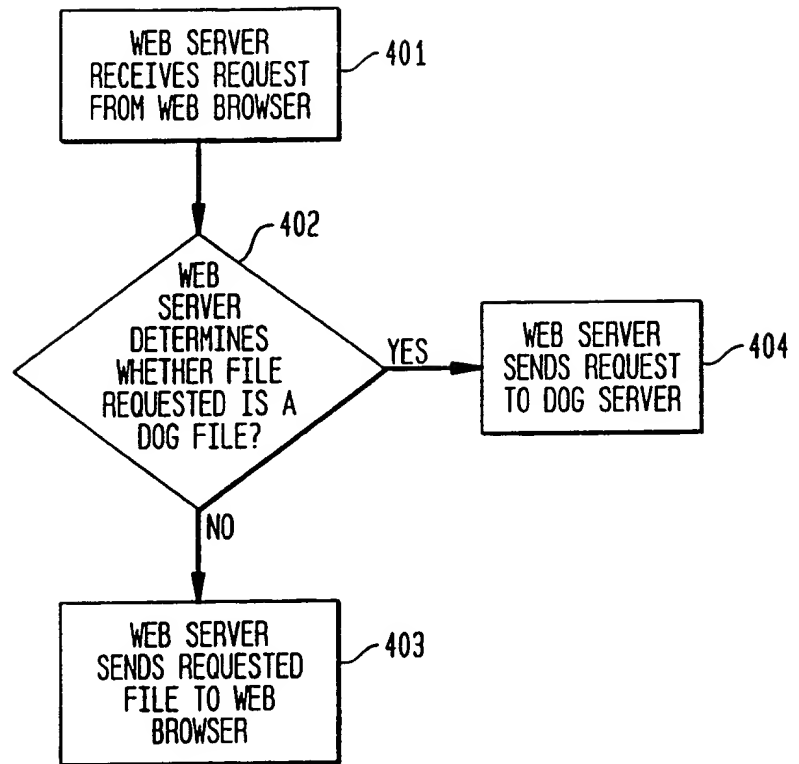 WEB SERVER
RECEIVES REQUEST
FROM WEB BROWSER
401
402
WEB
SERVER
DETERMINES
WHETHER FILE
REQUESTED IS A
DOG FILE?
YES
WEB SERVER
SENDS REQUEST
TO DOG SERVER
404
NO
WEB SERVER
SENDS REQUESTED
FILE TO WEB
BROWSER
403